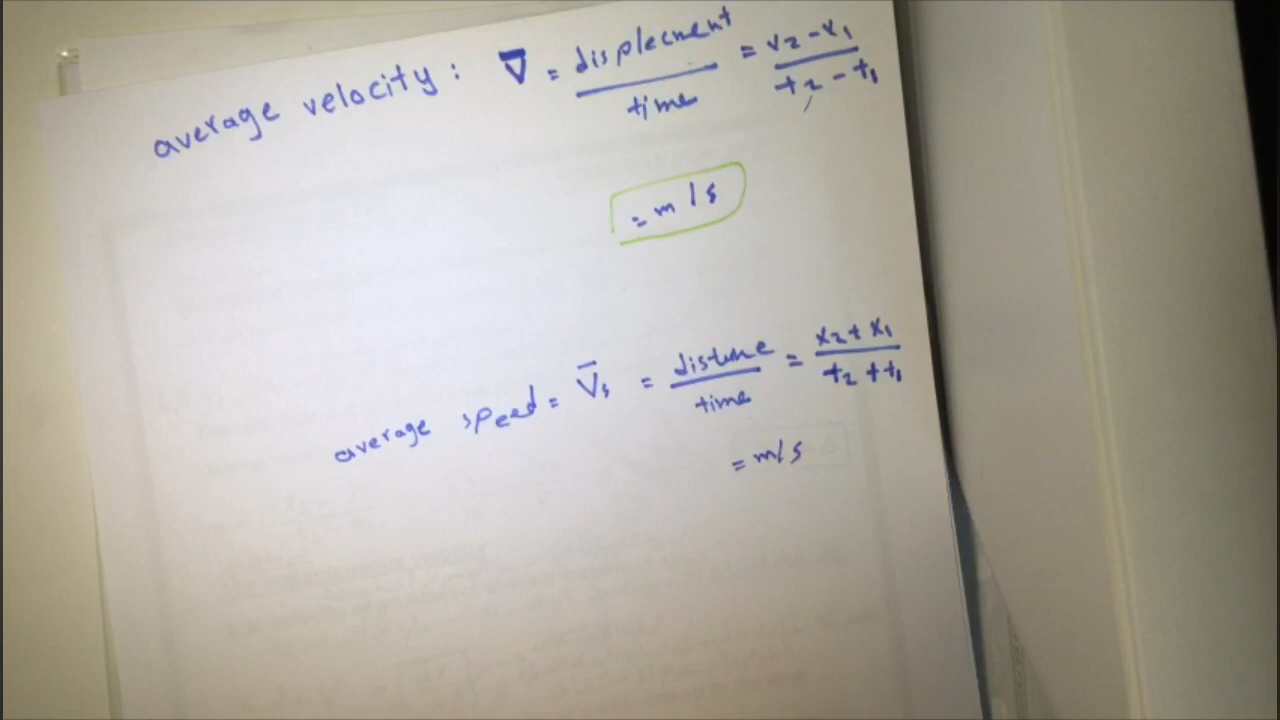 average velocity : V̄ = displecment / time = x2 - x1 / t2 - t1
= m/s
average speed = V̄s = distance / time = x2 + x1 / t2 + t1
= m/s